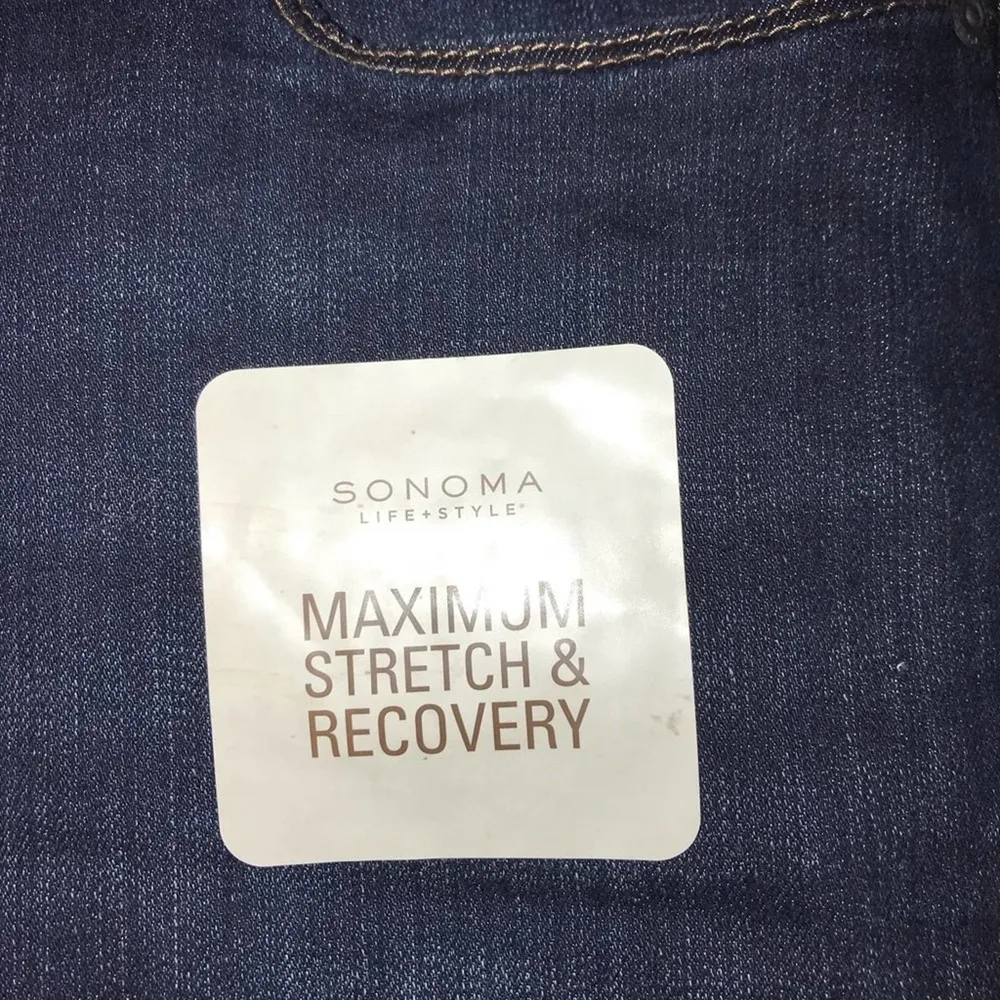 SONOMA
LIFE+STYLE®
MAXIMUM
STRETCH &
RECOVERY